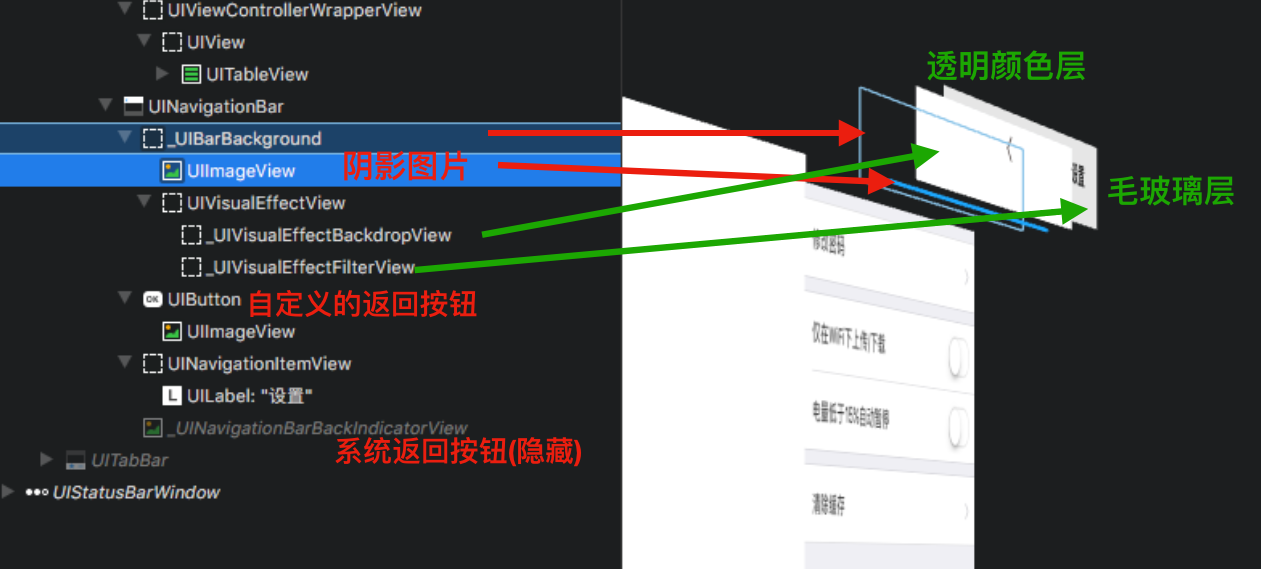 UIViewControllerWrapperView
UIView
UITableView
UINavigationBar
_UIBarBackground
UIImageView
阴影图片
UIVisualEffectView
_UIVisualEffectBackdropView
_UIVisualEffectFilterView
OK UIButton 自定义的返回按钮
UIImageView
UINavigationItemView
L UILabel: "设置"
_UINavigationBarBackIndicatorView
系统返回按钮(隐藏)
UITabBar
UIStatusBarWindow
透明颜色层
毛玻璃层
设置
修改密码
仅在WiFi下上传/下载
电量低于15%自动暂停
清除缓存